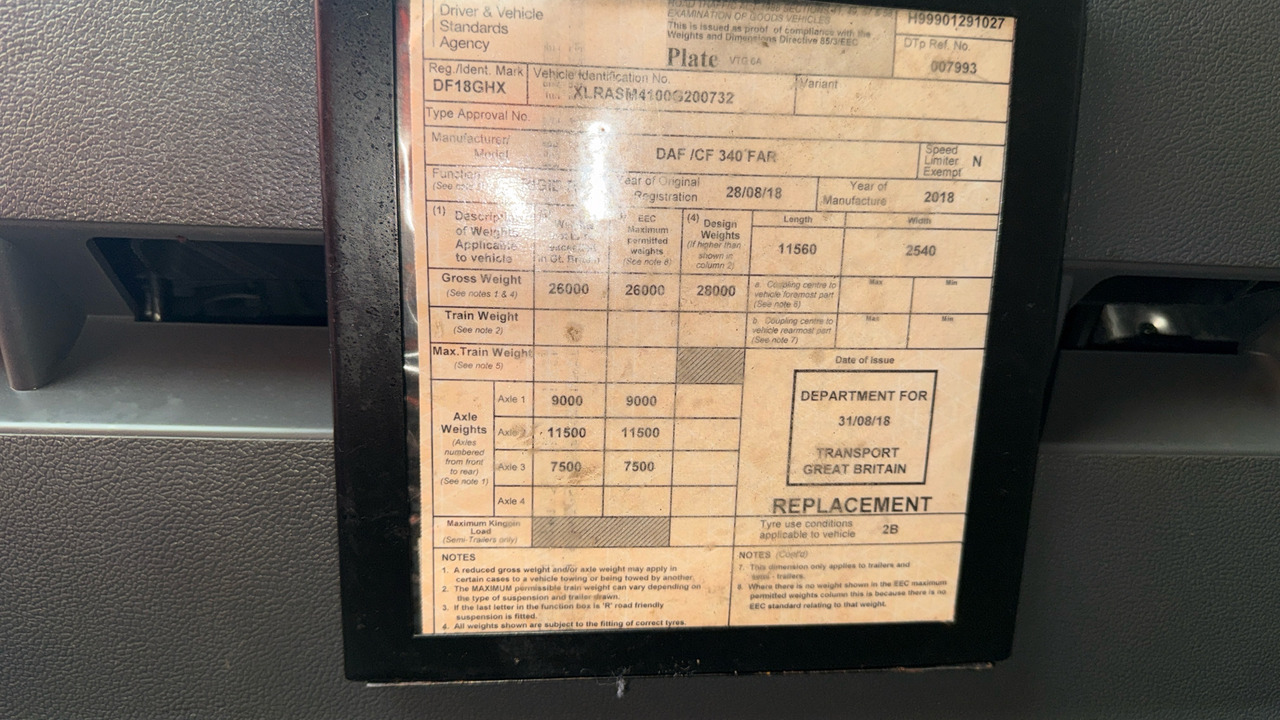 Driver & Vehicle
Standards
Agency
EXAMINATION OF GOODS VEHICLES
This is issued as proof of compliance with the
Weights and Dimensions Directive 85/3/EEC
Plate VTG 6A
H99901291027
DTp Ref. No.
007993
Reg./Ident. Mark
DF18GHX
Vehicle Identification No.
XLRASM4100G200732
Variant
Type Approval No.
Manufacturer/
Model
DAF /CF 340 FAR
Speed
Limiter
Exempt
N
Year of Original
Registration
28/08/18
Year of
Manufacture
2018
(1) Description
of Weights
Applicable
to vehicle
in Gt. Britain
EEC
Maximum
permitted
weights
(See note 8)
(4) Design
Weights
(if higher than
shown in
column 2)
Length
11560
Width
2540
Gross Weight
(See notes 1 & 4)
26000
26000
28000
a. Coupling centre to
vehicle foremost part
(See note 6)
Max
Min
Train Weight
(See note 2)
b. Coupling centre to
vehicle rearmost part
(See note 7)
Max
Min
Max.Train Weight
(See note 5)
Axle
Weights
(Axles
numbered
from front
to rear)
(See note 1)
Axle 1
9000
9000
Axle 2
11500
11500
Axle 3
7500
7500
Axle 4
Date of Issue
DEPARTMENT FOR
31/08/18
TRANSPORT
GREAT BRITAIN
REPLACEMENT
Maximum Kingpin
Load
(Semi-Trailers only)
Tyre use conditions
applicable to vehicle
2B
NOTES
1. A reduced gross weight and/or axle weight may apply in
certain cases to a vehicle towing or being towed by another.
2. The MAXIMUM permissible train weight can vary depending on
the type of suspension and trailer drawn.
3. If the last letter in the function box is 'R' road friendly
suspension is fitted.
4. All weights shown are subject to the fitting of correct tyres.
NOTES (Cont'd)
7. This dimension only applies to trailers and
semi - trailers.
8. Where there is no weight shown in the EEC maximum
permitted weights column this is because there is no
EEC standard relating to that weight.